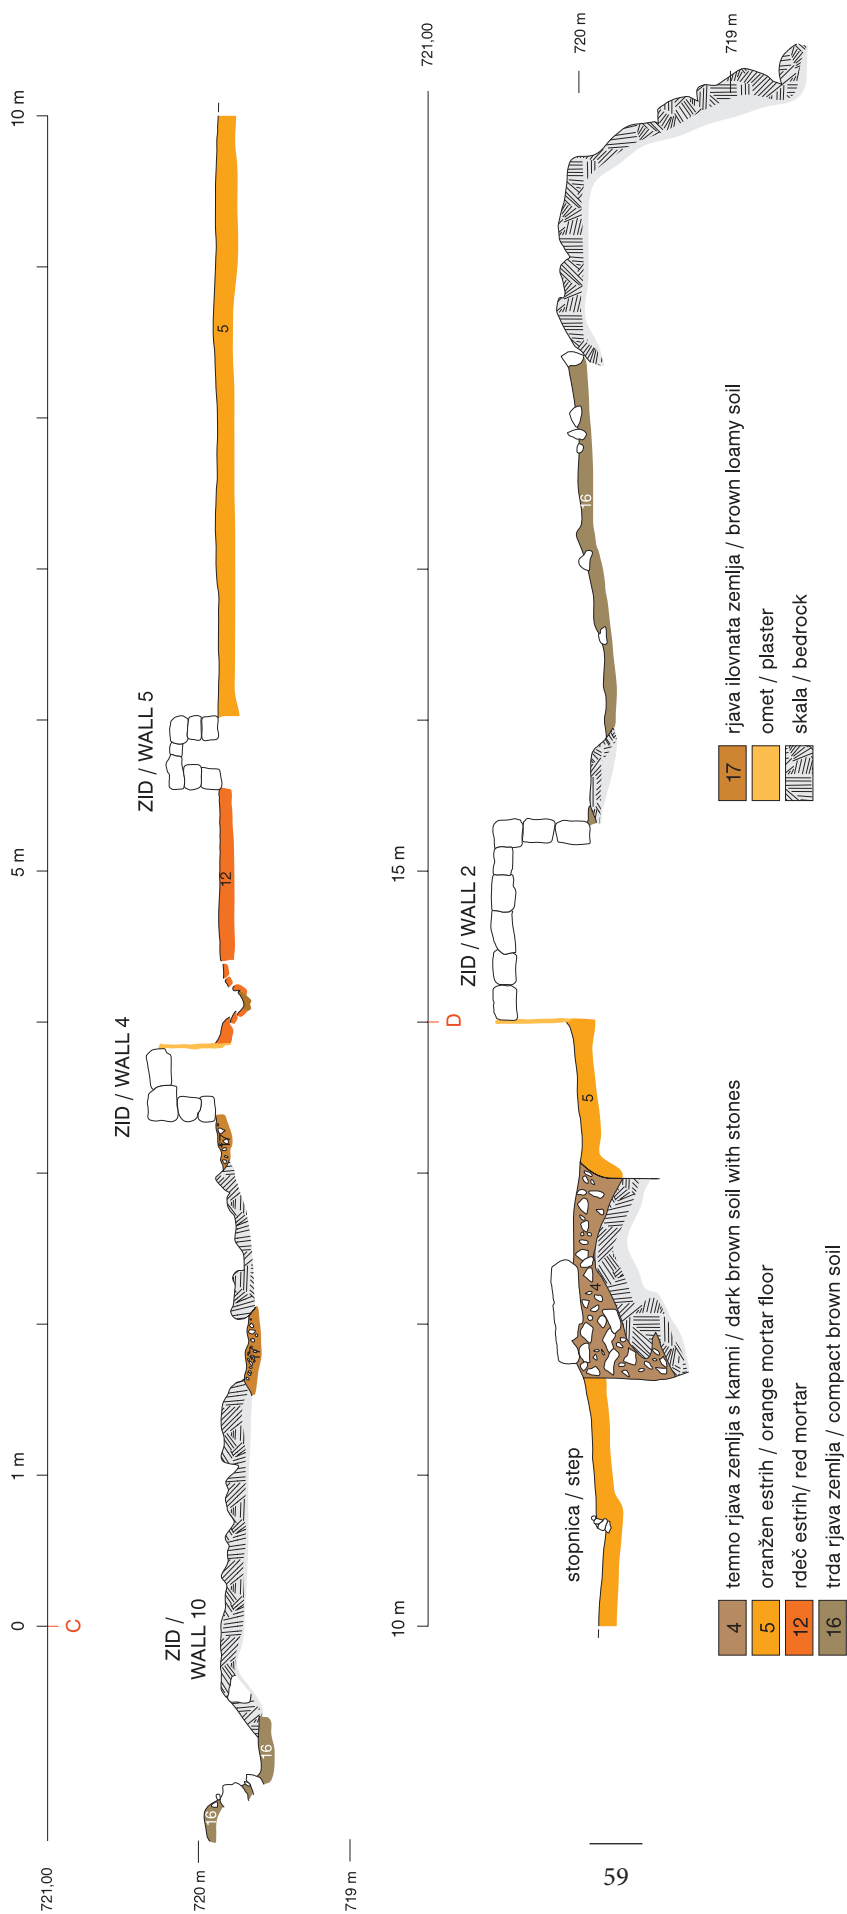 721,00
720 m
719 m
0
1 m
5 m
10 m
C
ZID /
WALL 10
ZID / WALL 4
ZID / WALL 5
16
16
17
17
12
5
721,00
720 m
719 m
10 m
15 m
D
stopnica / step
ZID / WALL 2
4
5
16
4 temno rjava zemlja s kamni / dark brown soil with stones
5 oranžen estrih / orange mortar floor
12 rdeč estrih/ red mortar
16 trda rjava zemlja / compact brown soil
17 rjava ilovnata zemlja / brown loamy soil
omet / plaster
skala / bedrock
59